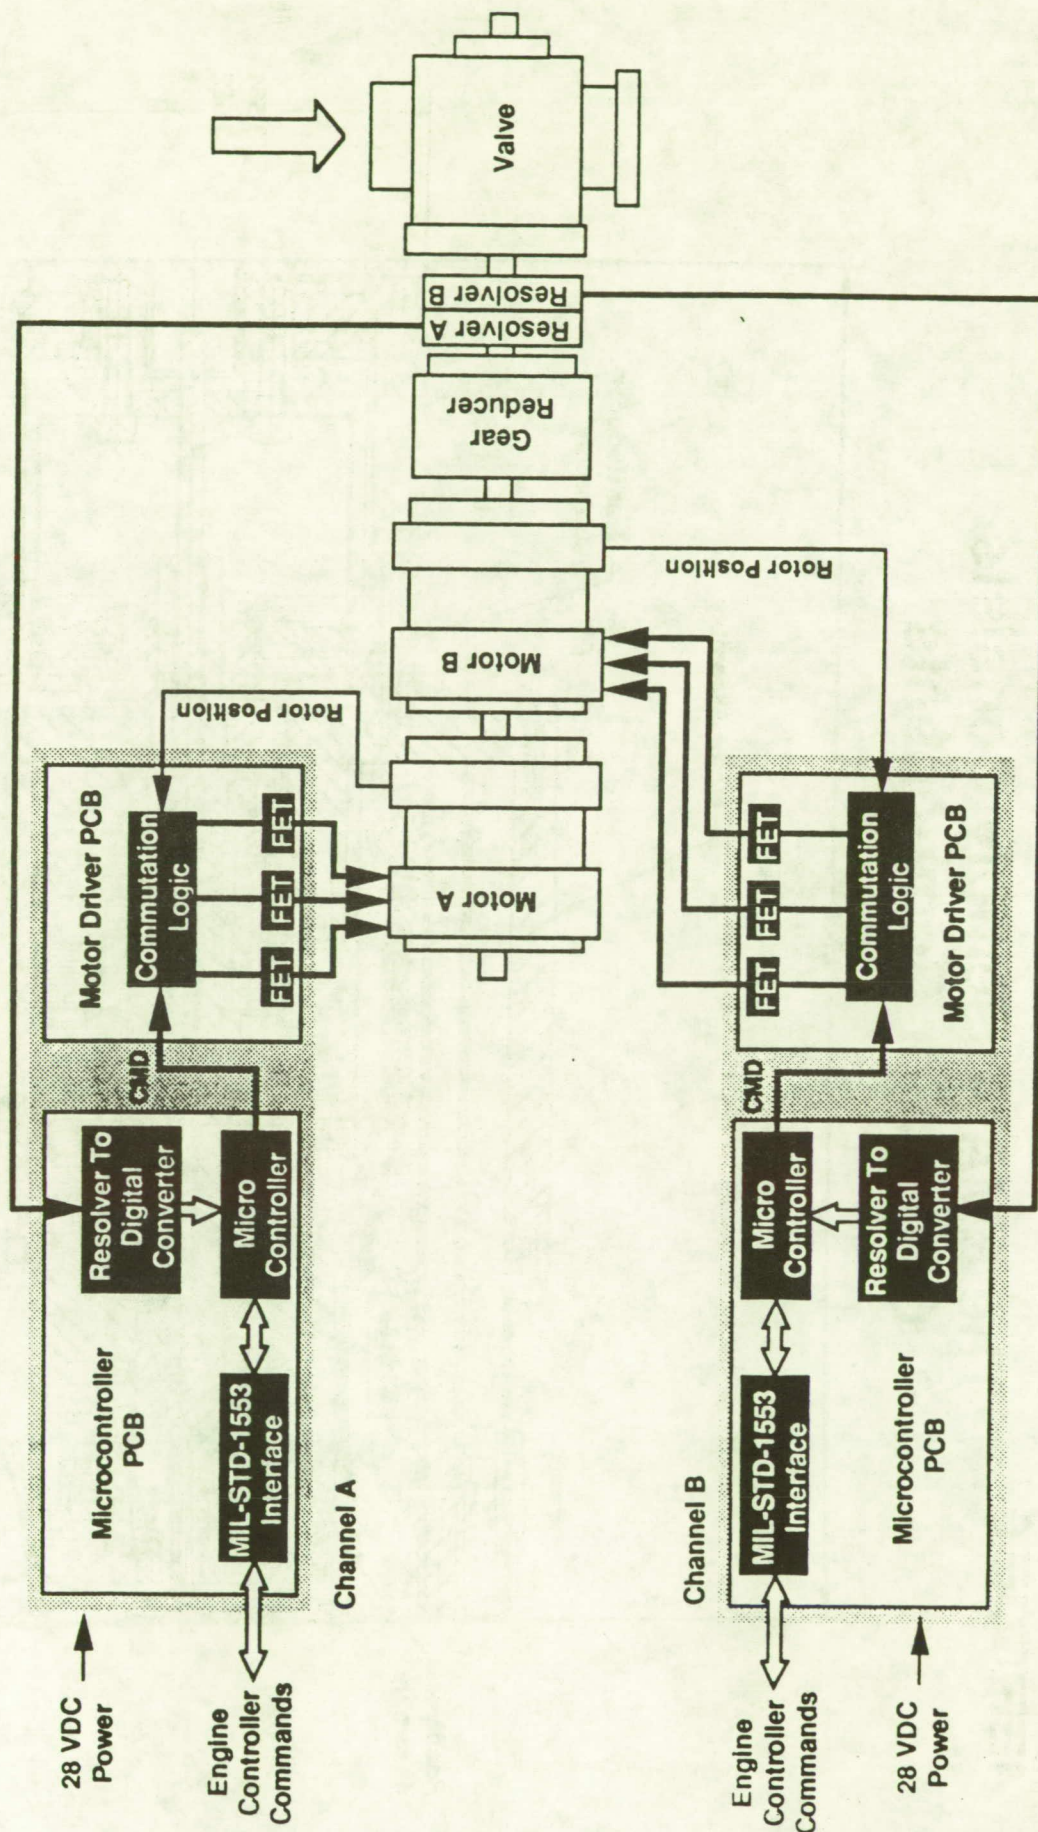 28 VDC
Power
Engine
Controller
Commands
Microcontroller
PCB
MIL-STD-1553
Interface
Resolver To
Digital
Converter
Micro
Controller
CMD
Motor Driver PCB
Commutation
Logic
FET
FET
FET
Rotor Position
Channel A
Motor A
Motor B
Gear
Reducer
Resolver A
Resolver B
Valve
Rotor Position
Channel B
Engine
Controller
Commands
MIL-STD-1553
Interface
Micro
Controller
CMD
FET
FET
FET
Commutation
Logic
Motor Driver PCB
Resolver To
Digital
Converter
Microcontroller
PCB
28 VDC
Power